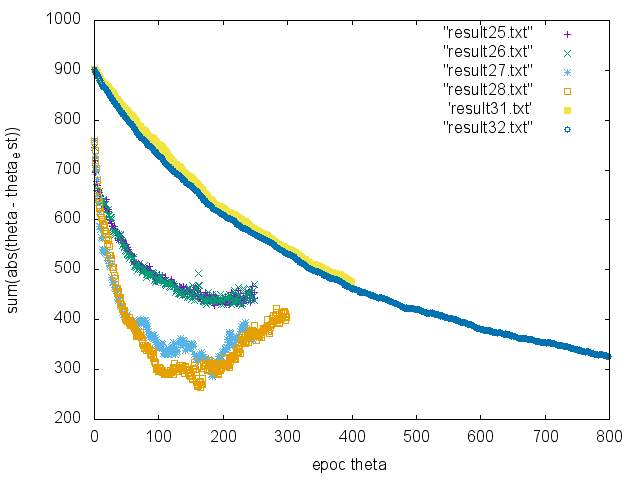 1000
900
800
700
600
500
400
300
200
sum(abs(theta - theta_est))
"result25.txt"
"result26.txt"
"result27.txt"
"result28.txt"
'result31.txt'
"result32.txt"
0 100 200 300 400 500 600 700 800
epoc theta